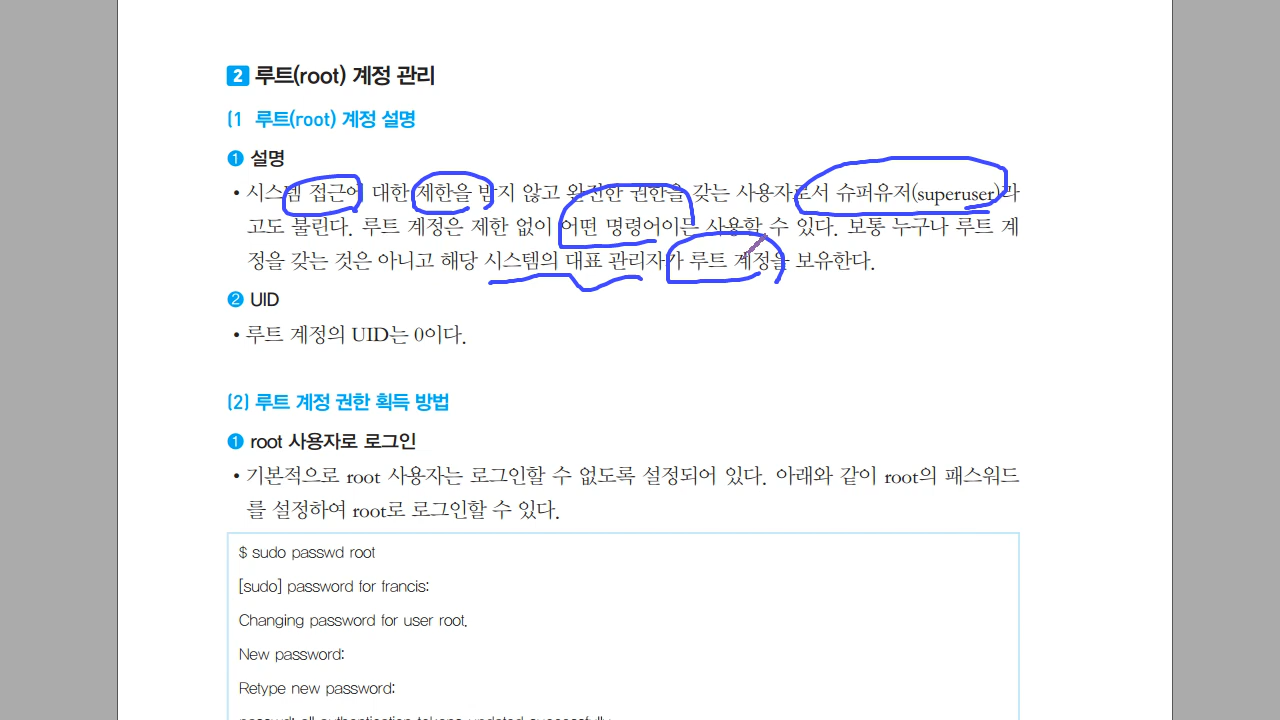 2 루트(root) 계정 관리
(1 루트(root) 계정 설명
1 설명
• 시스템 접근에 대한 제한을 받지 않고 완전한 권한을 갖는 사용자로서 슈퍼유저(superuser)라
고도 불린다. 루트 계정은 제한 없이 어떤 명령어이든 사용할 수 있다. 보통 누구나 루트 계
정을 갖는 것은 아니고 해당 시스템의 대표 관리자가 루트 계정을 보유한다.
2 UID
• 루트 계정의 UID는 0이다.
(2) 루트 계정 권한 획득 방법
1 root 사용자로 로그인
• 기본적으로 root 사용자는 로그인할 수 없도록 설정되어 있다. 아래와 같이 root의 패스워드
를 설정하여 root로 로그인할 수 있다.
$ sudo passwd root
[sudo] password for francis:
Changing password for user root.
New password:
Retype new password:
passwd: all authentication tokens updated successfully